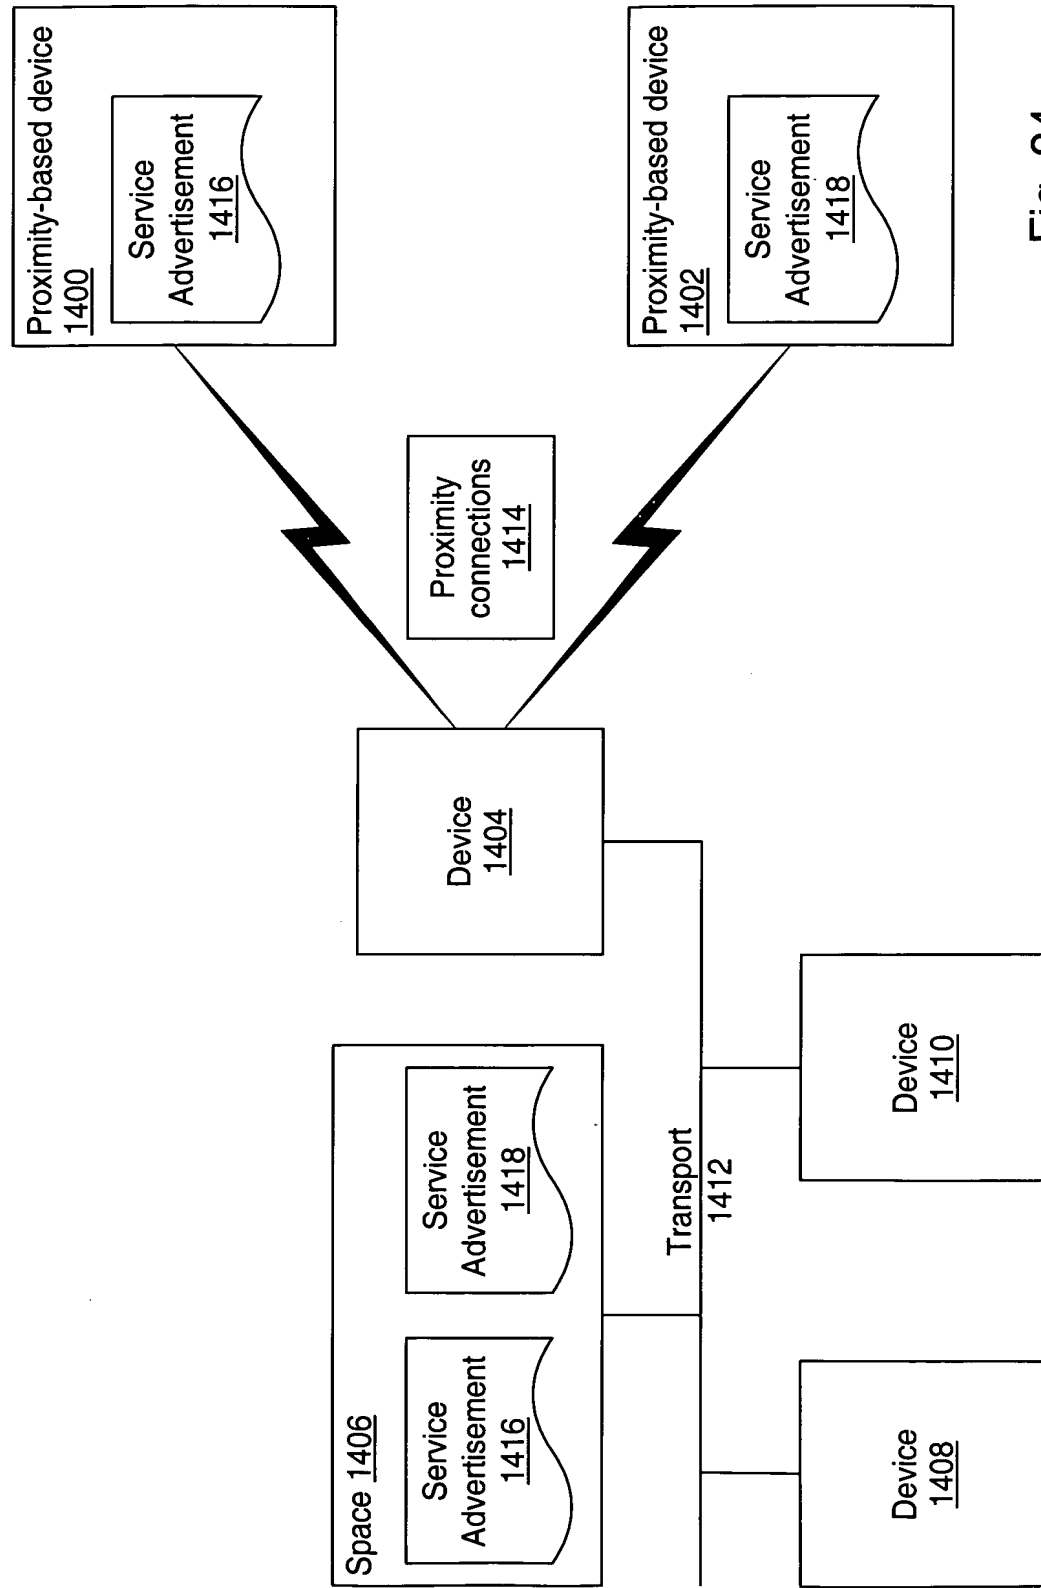 Proximity-based device
1400
Service
Advertisement
1416
Space 1406
Service
Advertisement
1416
Service
Advertisement
1418
Device
1404
Proximity
connections
1414
Proximity-based device
1402
Service
Advertisement
1418
Transport
1412
Device
1408
Device
1410
Fig.